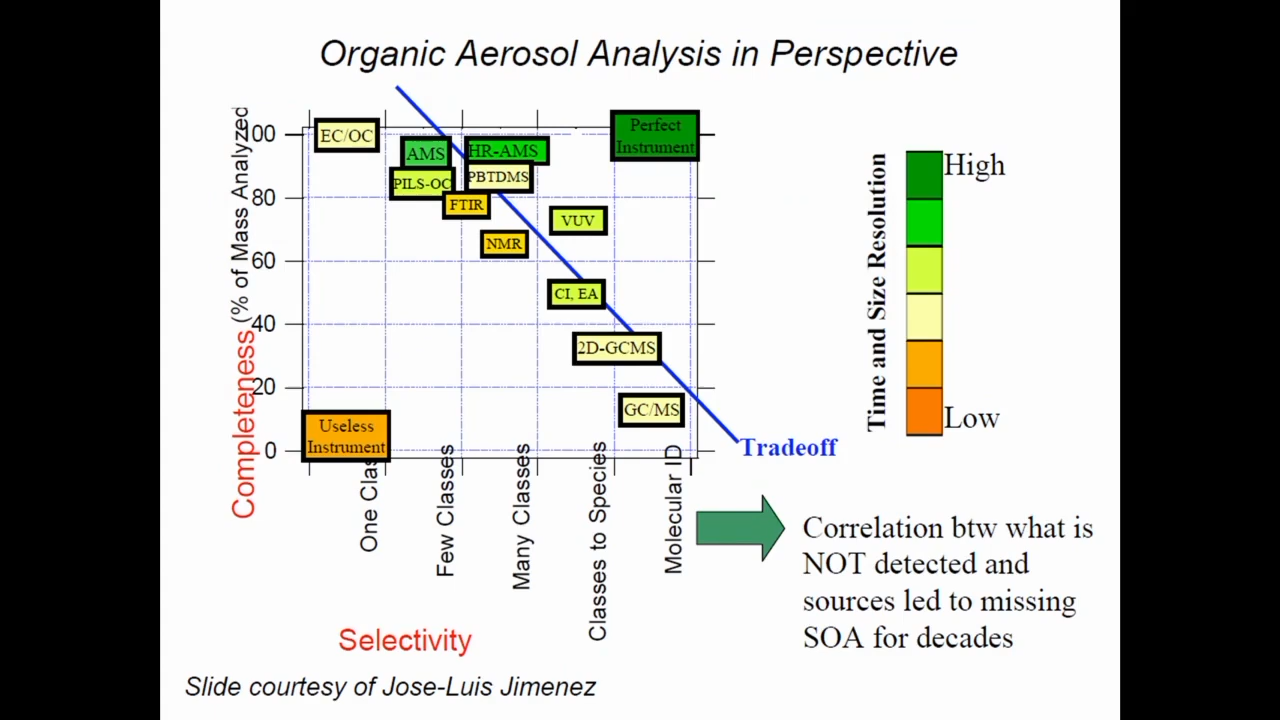 Organic Aerosol Analysis in Perspective
Completeness (% of Mass Analyzed)
100
80
60
40
20
0
EC/OC
AMS
HR-AMS
Perfect
Instrument
PILS-OC
PBTDMS
FTIR
VUV
NMR
CI, EA
2D-GCMS
GC/MS
Useless
Instrument
Tradeoff
One Clas
Few Classes
Many Classes
Classes to Species
Molecular ID
Selectivity
Time and Size Resolution
High
Low
Correlation btw what is
NOT detected and
sources led to missing
SOA for decades
Slide courtesy of Jose-Luis Jimenez